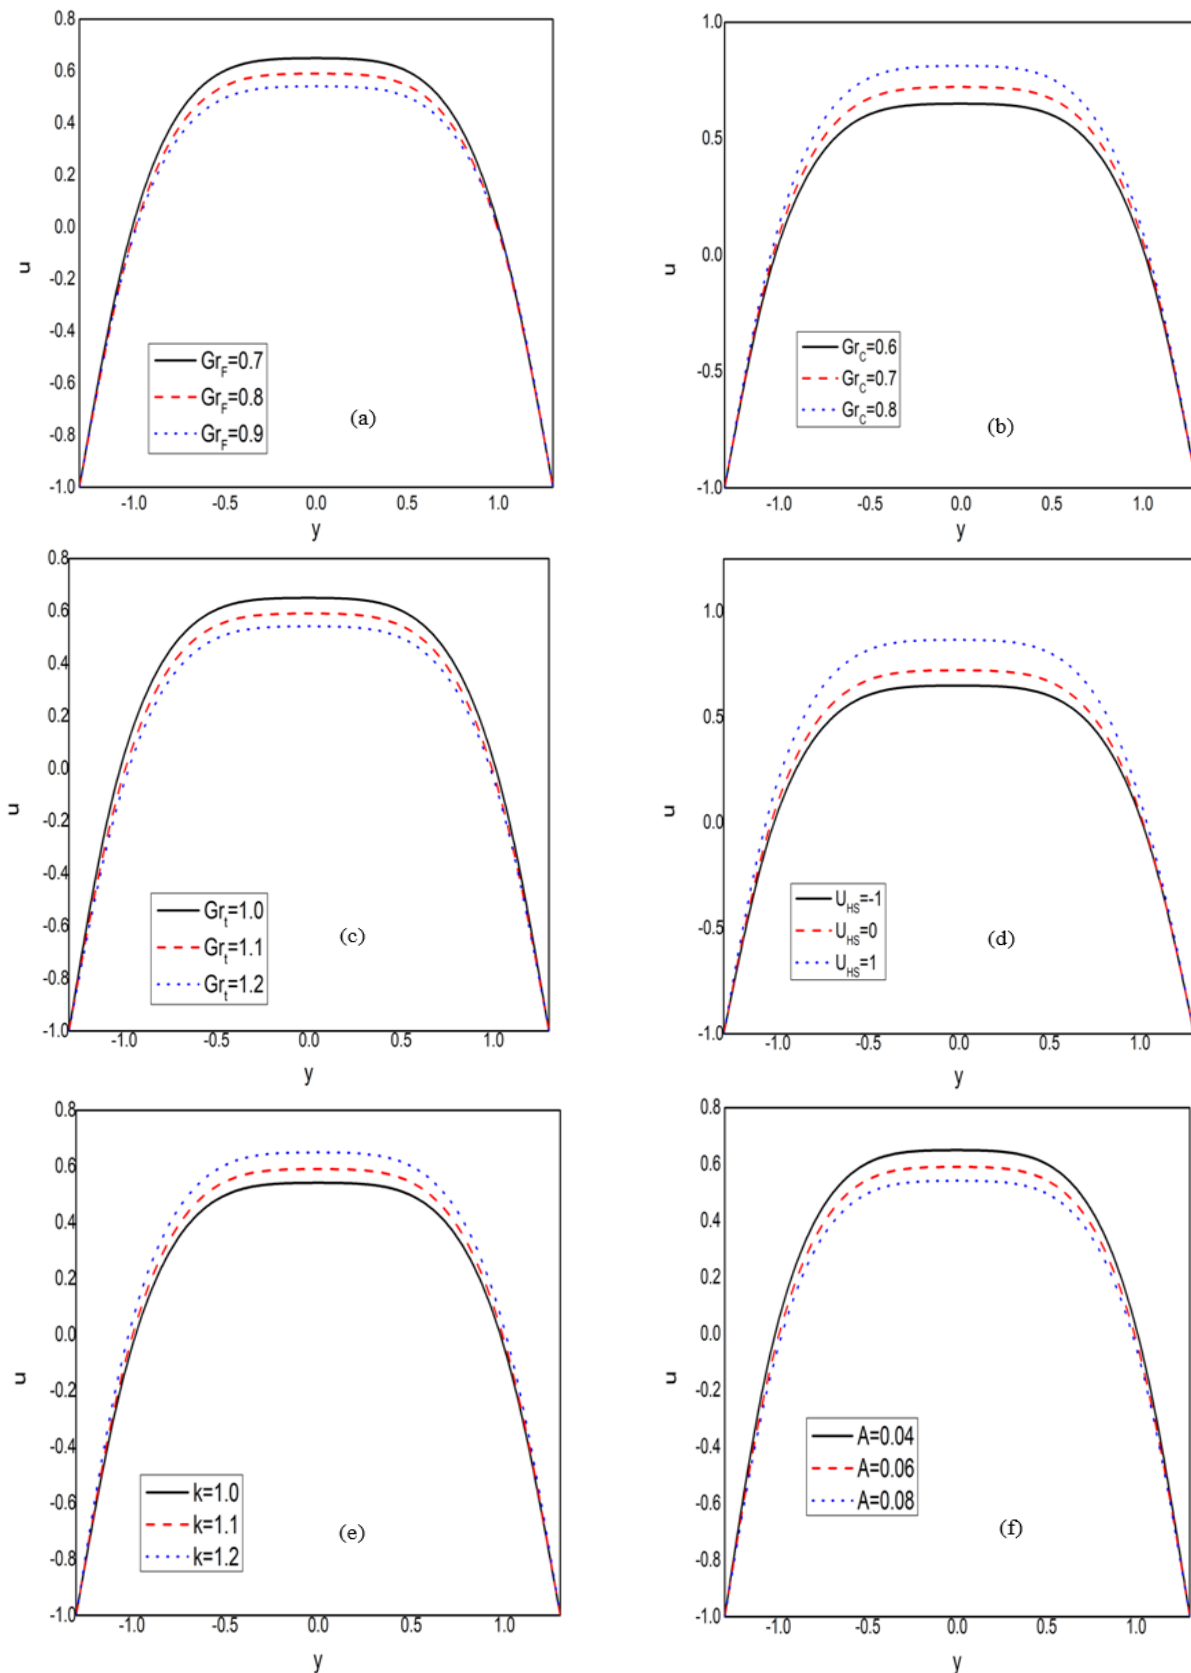 0.8
0.6
0.4
0.2
0.0
-0.2
-0.4
-0.6
-0.8
-1.0
u
Gr_F=0.7
Gr_F=0.8
Gr_F=0.9
(a)
-1.0 -0.5 0.0 0.5 1.0
y
1.0
0.5
0.0
-0.5
-1.0
u
Gr_C=0.6
Gr_C=0.7
Gr_C=0.8
(b)
-1.0 -0.5 0.0 0.5 1.0
y
0.8
0.6
0.4
0.2
0.0
-0.2
-0.4
-0.6
-0.8
-1.0
u
Gr_t=1.0
Gr_t=1.1
Gr_t=1.2
(c)
-1.0 -0.5 0.0 0.5 1.0
y
1.0
0.5
0.0
-0.5
-1.0
u
U_HS=-1
U_HS=0
U_HS=1
(d)
-1.0 -0.5 0.0 0.5 1.0
y
0.8
0.6
0.4
0.2
0.0
-0.2
-0.4
-0.6
-0.8
-1.0
u
k=1.0
k=1.1
k=1.2
(e)
-1.0 -0.5 0.0 0.5 1.0
y
0.8
0.6
0.4
0.2
0.0
-0.2
-0.4
-0.6
-0.8
-1.0
u
A=0.04
A=0.06
A=0.08
(f)
-1.0 -0.5 0.0 0.5 1.0
y